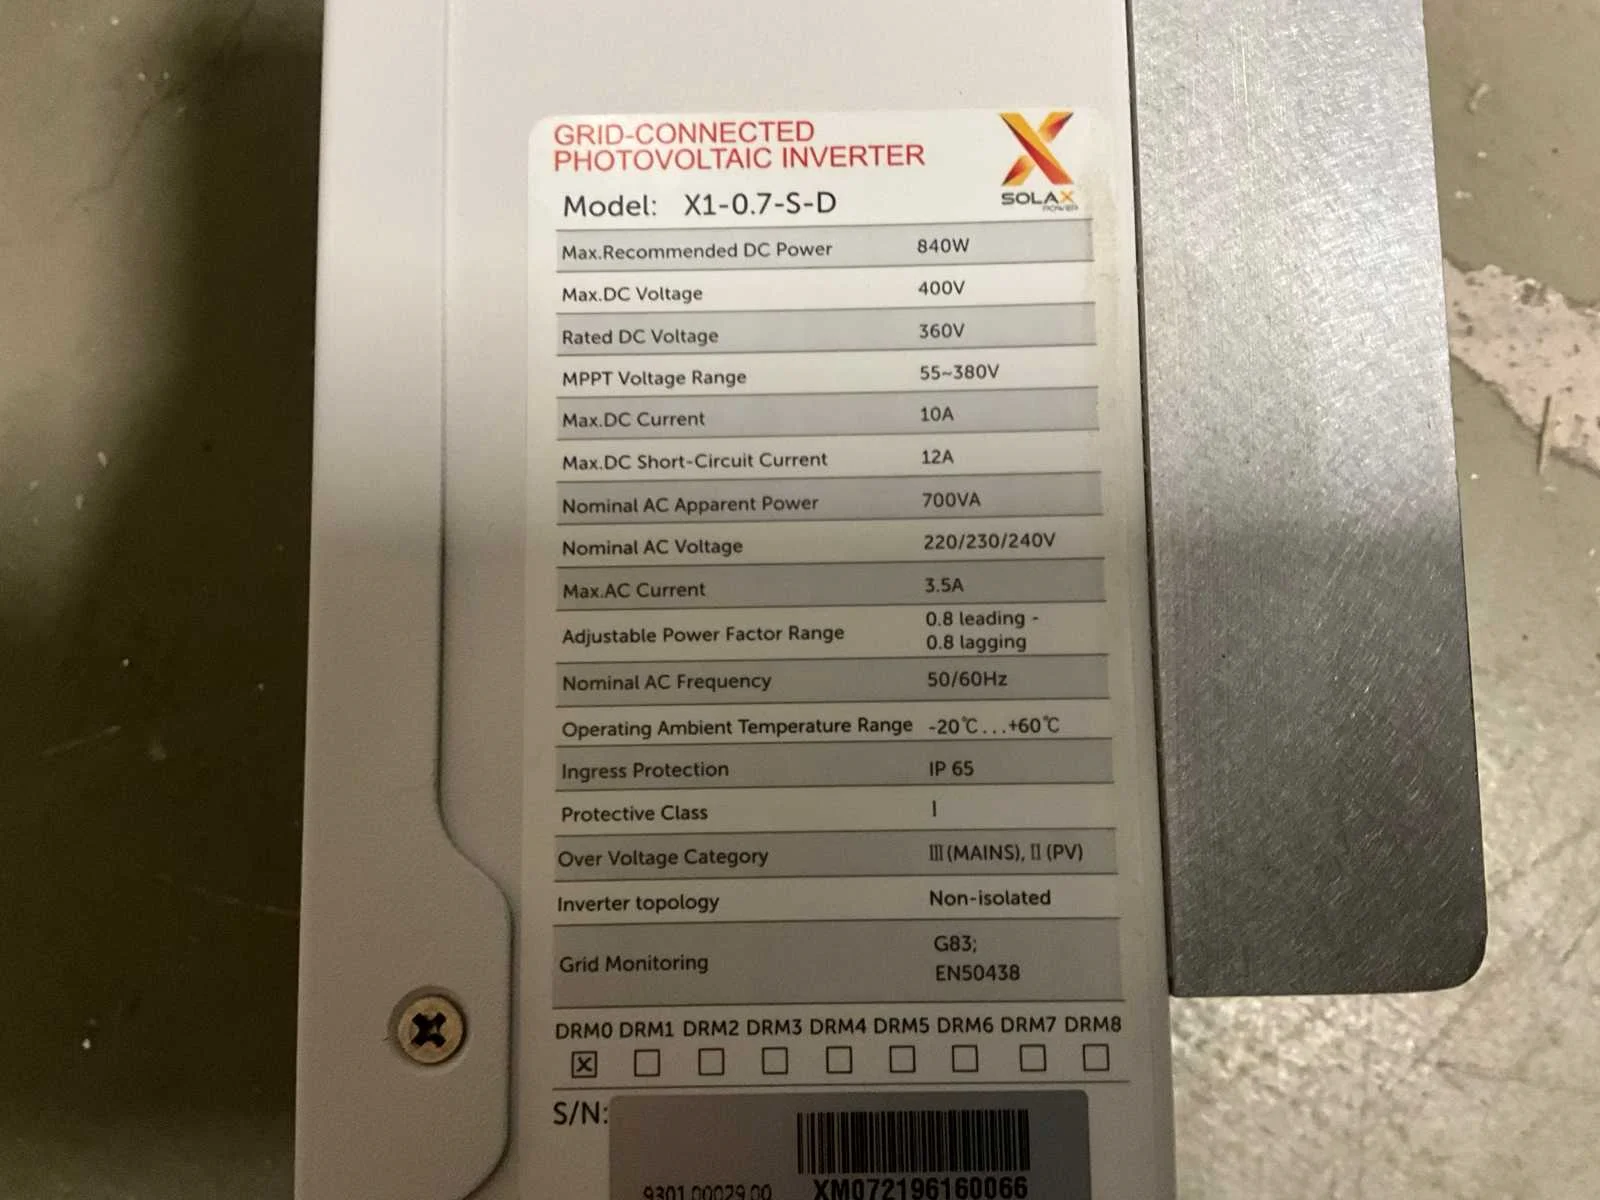 GRID-CONNECTED
PHOTOVOLTAIC INVERTER
SOLAX
POWER
Model: X1-0.7-S-D
Max.Recommended DC Power 840W
Max.DC Voltage 400V
Rated DC Voltage 360V
MPPT Voltage Range 55~380V
Max.DC Current 10A
Max.DC Short-Circuit Current 12A
Nominal AC Apparent Power 700VA
Nominal AC Voltage 220/230/240V
Max.AC Current 3.5A
Adjustable Power Factor Range 0.8 leading -
0.8 lagging
Nominal AC Frequency 50/60Hz
Operating Ambient Temperature Range -20℃...+60℃
Ingress Protection IP 65
Protective Class I
Over Voltage Category III (MAINS), II (PV)
Inverter topology Non-isolated
Grid Monitoring G83;
EN50438
DRM0 DRM1 DRM2 DRM3 DRM4 DRM5 DRM6 DRM7 DRM8
S/N:
9301.00029.00 XM072196160066